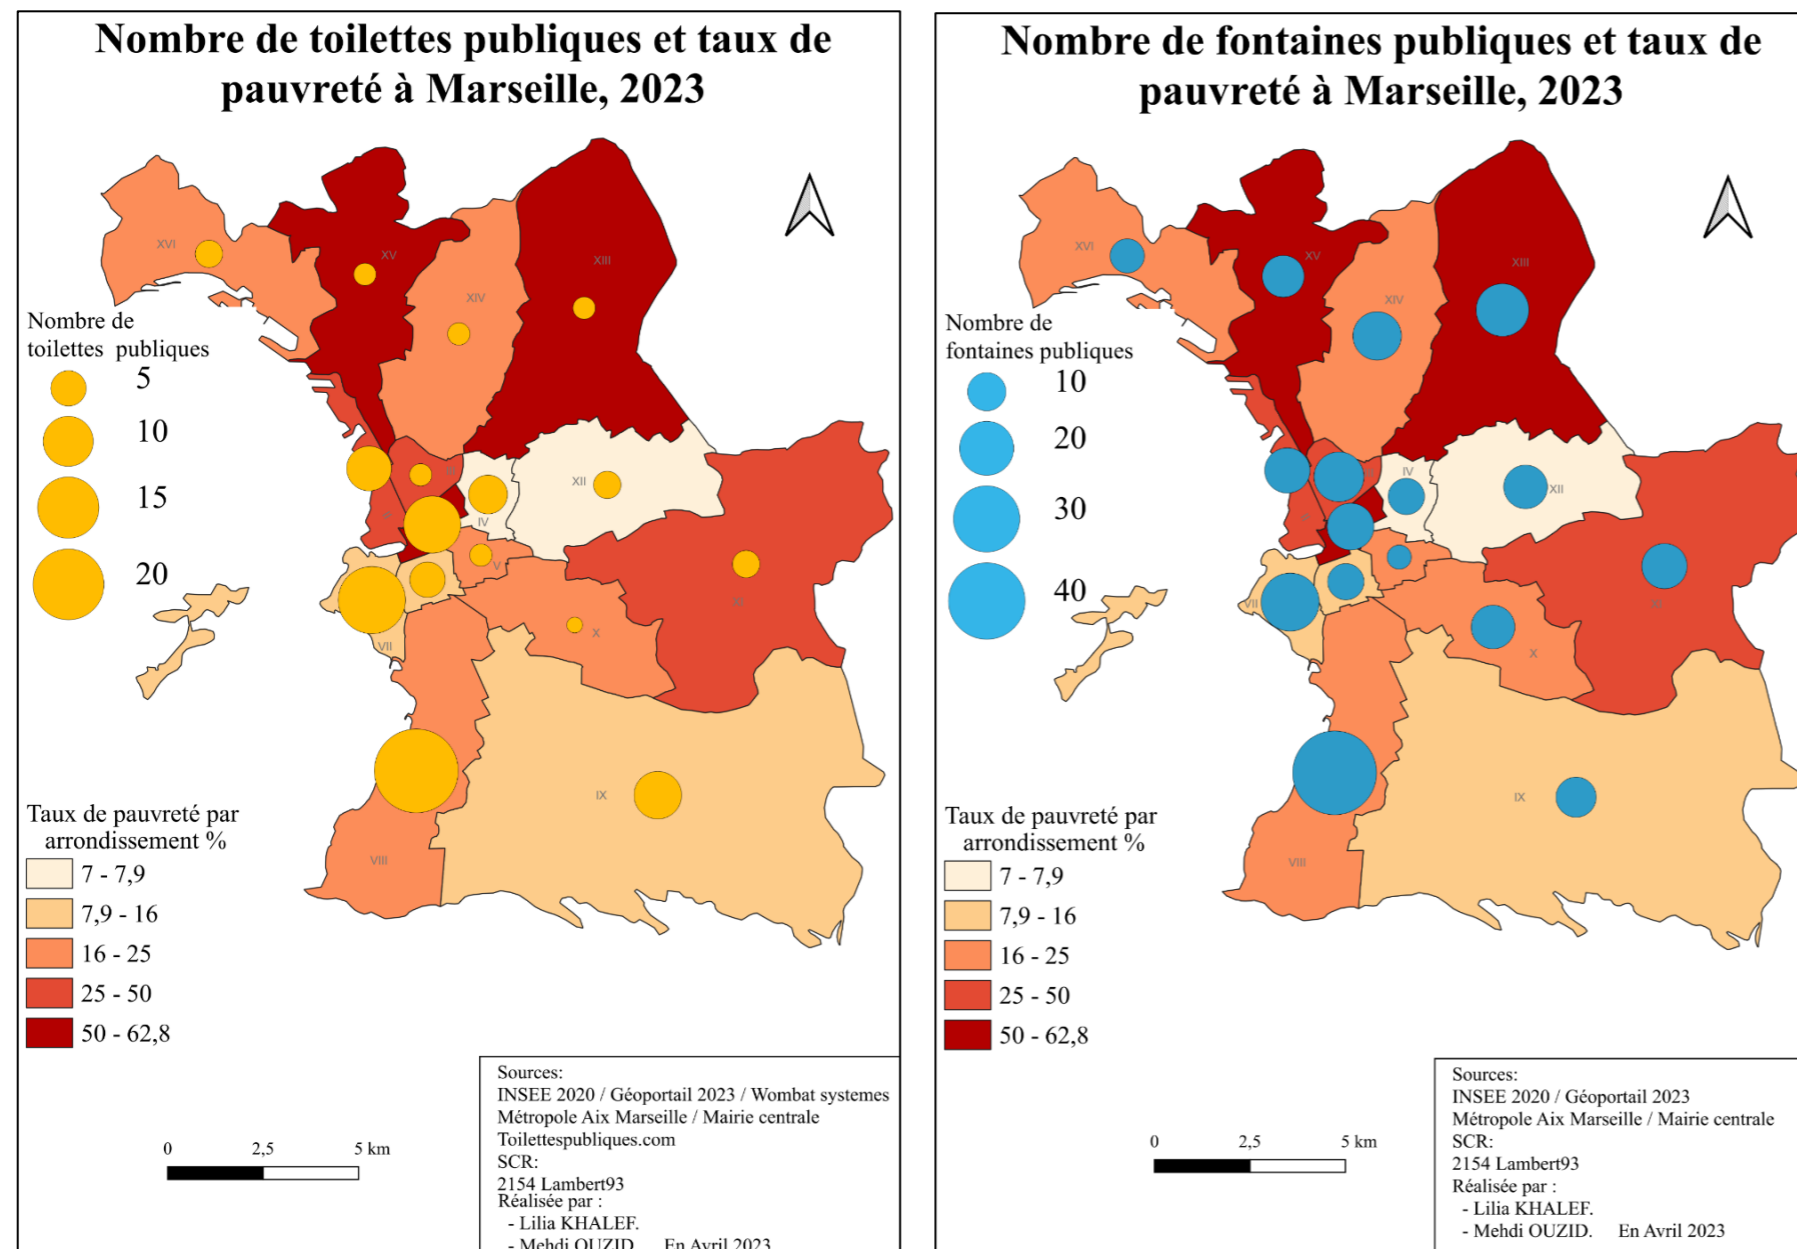 Nombre de toilettes publiques et taux de
pauvreté à Marseille, 2023
XVI
XV
XIV
XIII
XII
IV
V
X
VII
IX
VIII
Nombre de
toilettes publiques
5
10
15
20
Taux de pauvreté par
arrondissement %
7 - 7,9
7,9 - 16
16 - 25
25 - 50
50 - 62,8
0 2,5 5 km
Sources:
INSEE 2020 / Géoportail 2023 / Wombat systemes
Métropole Aix Marseille / Mairie centrale
Toilettespubliques.com
SCR:
2154 Lambert93
Réalisée par :
- Lilia KHALEF.
- Mehdi OUZID. En Avril 2023
Nombre de fontaines publiques et taux de
pauvreté à Marseille, 2023
XVI
XV
XIV
XIII
IV
XII
VII
X
IX
VIII
Nombre de
fontaines publiques
10
20
30
40
Taux de pauvreté par
arrondissement %
7 - 7,9
7,9 - 16
16 - 25
25 - 50
50 - 62,8
0 2,5 5 km
Sources:
INSEE 2020 / Géoportail 2023
Métropole Aix Marseille / Mairie centrale
SCR:
2154 Lambert93
Réalisée par :
- Lilia KHALEF.
- Mehdi OUZID. En Avril 2023